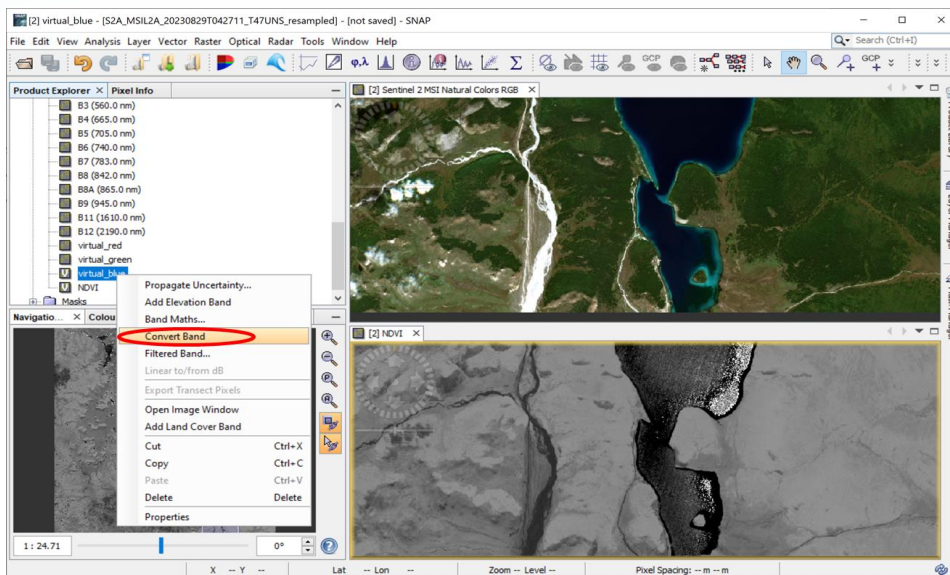 [2] virtual_blue - [S2A_MSIL2A_20230829T042711_T47UNS_resampled] - [not saved] - SNAP
File Edit View Analysis Layer Vector Raster Optical Radar Tools Window Help
Search (Ctrl+I)
φ,λ Σ GCP GCP
Product Explorer × Pixel Info
[2] Sentinel 2 MSI Natural Colors RGB ×
B3 (560.0 nm)
B4 (665.0 nm)
B5 (705.0 nm)
B6 (740.0 nm)
B7 (783.0 nm)
B8 (842.0 nm)
B8A (865.0 nm)
B9 (945.0 nm)
B11 (1610.0 nm)
B12 (2190.0 nm)
virtual_red
virtual_green
virtual_blue
NDVI
Masks
Propagate Uncertainty...
Add Elevation Band
Band Maths...
Convert Band
Filtered Band...
Linear to/from dB
Export Transect Pixels
Open Image Window
Add Land Cover Band
Cut Ctrl+X
Copy Ctrl+C
Paste Ctrl+V
Delete Delete
Properties
Navigatio... × Colou
[2] NDVI ×
1 : 24.71
0°
X -- Y -- Lat -- Lon -- Zoom -- Level -- Pixel Spacing: -- m -- m